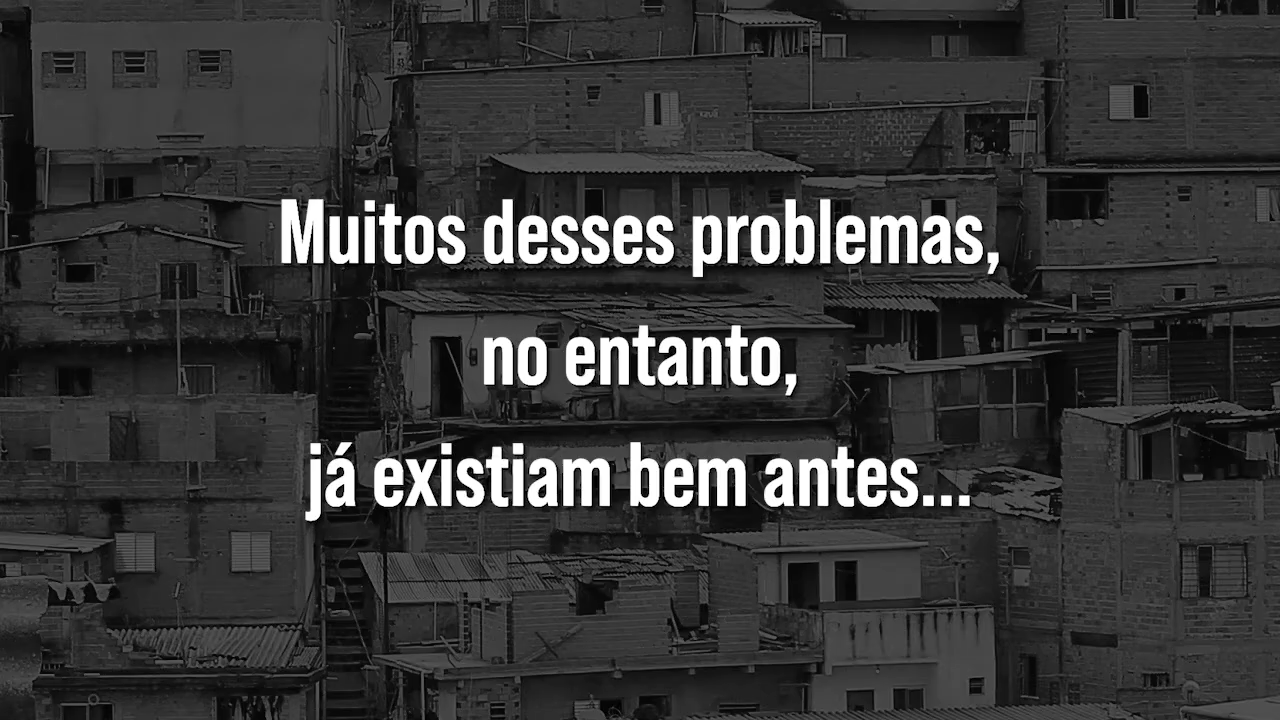 Muitos desses problemas,
no entanto,
já existiam bem antes...